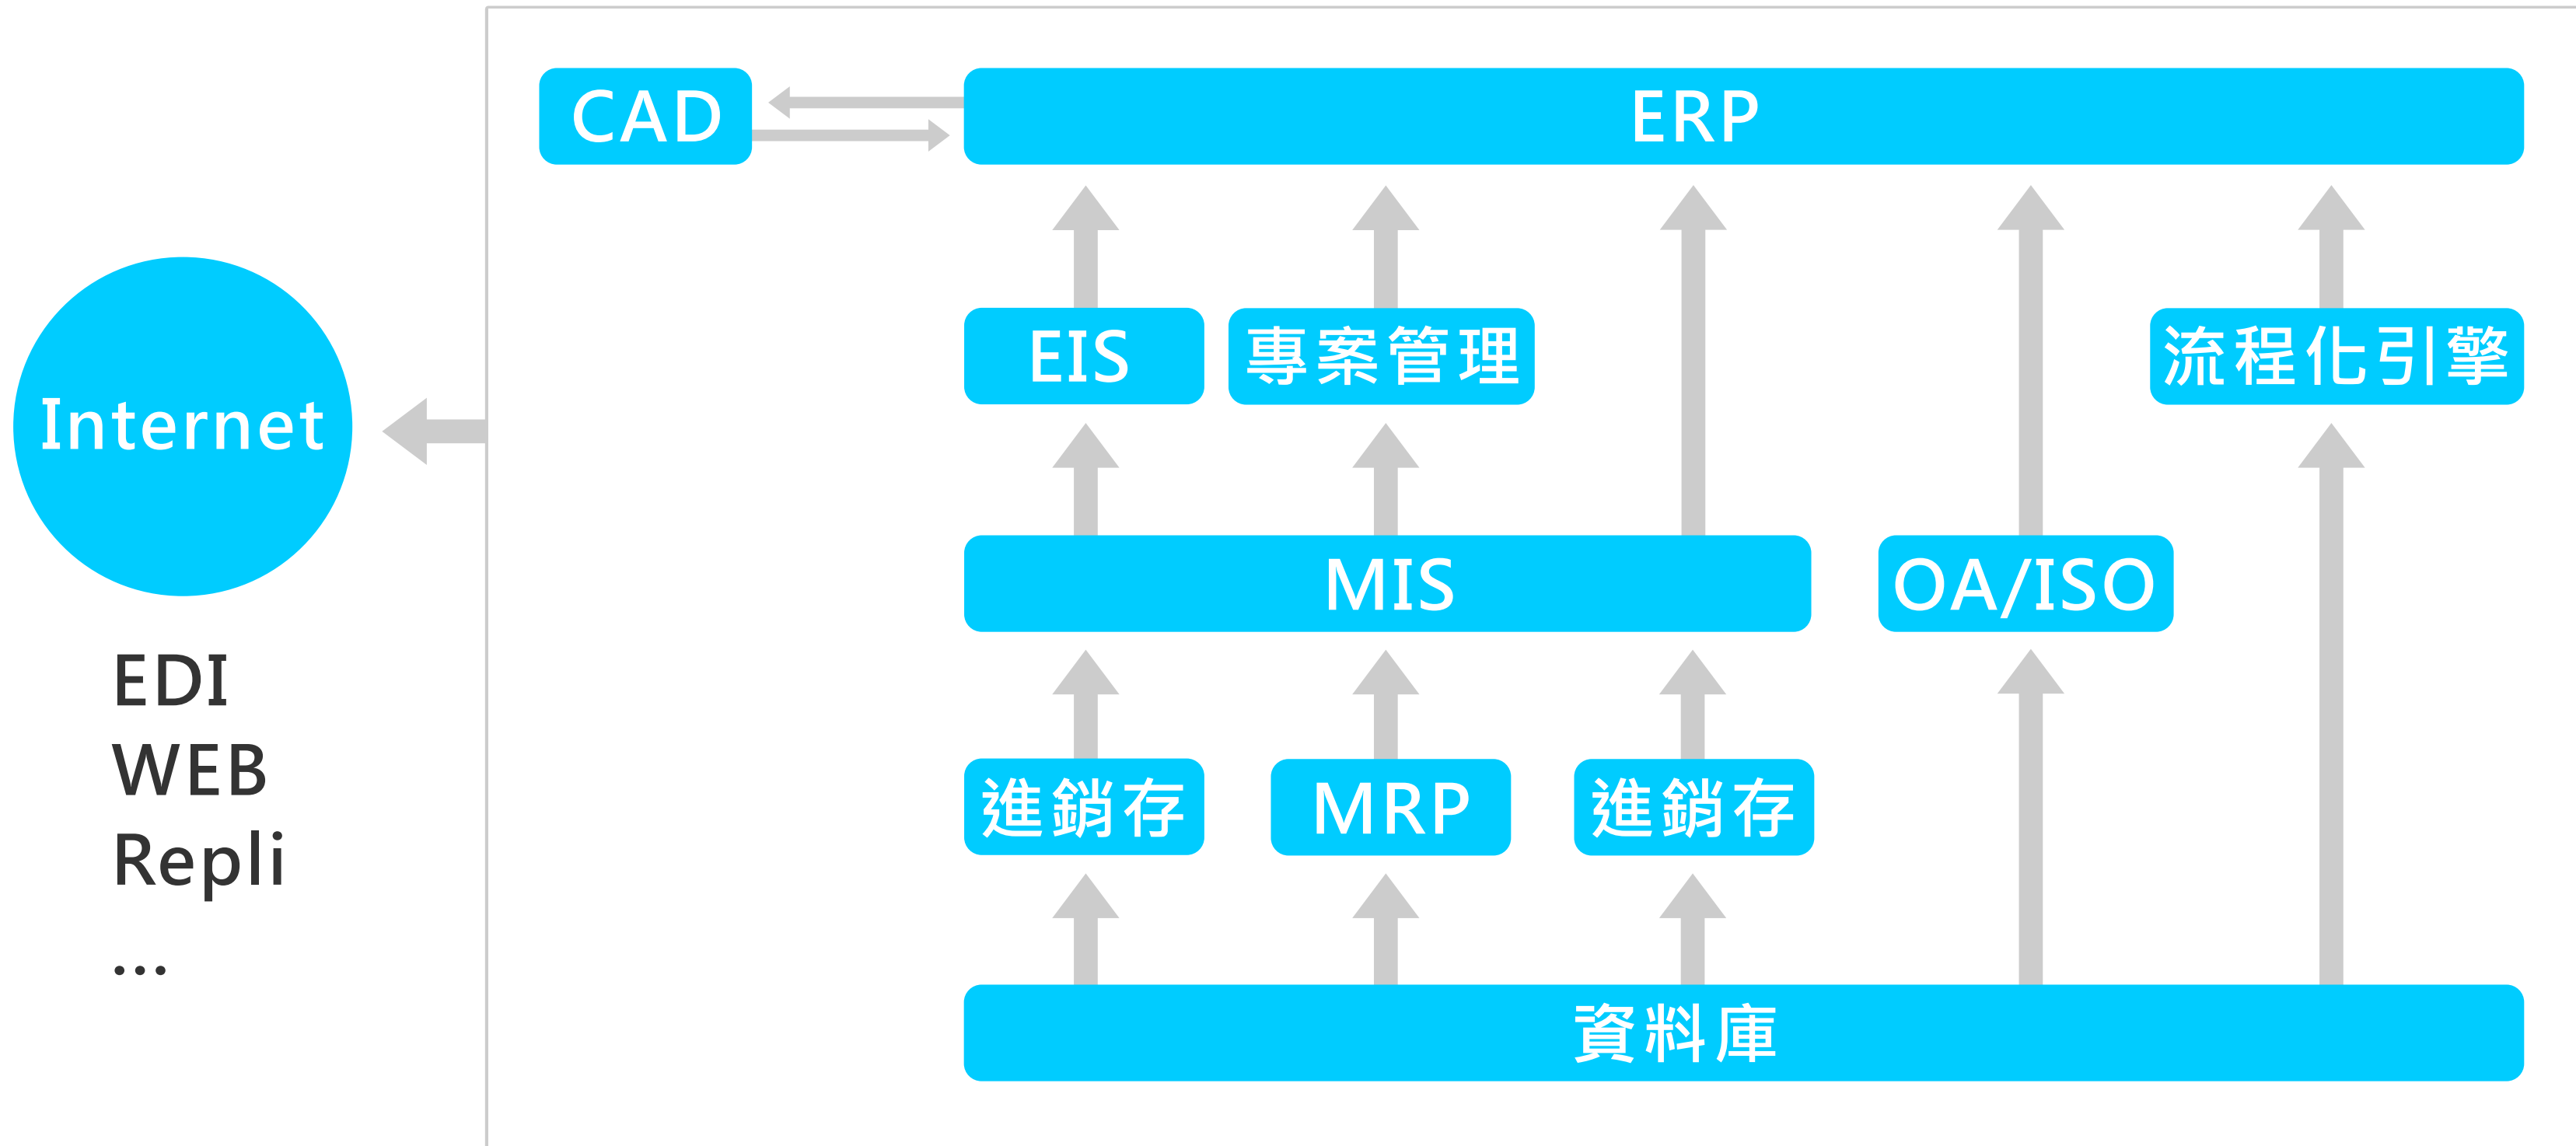 CAD
ERP
EIS
專案管理
流程化引擎
Internet
MIS
OA/ISO
EDI
WEB
Repli
...
進銷存
MRP
進銷存
資料庫